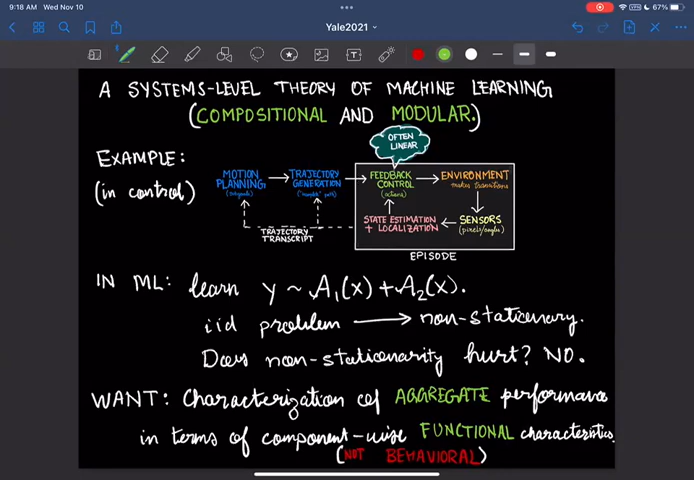 9:18 AM Wed Nov 10
67%
Yale2021
A SYSTEMS-LEVEL THEORY OF MACHINE LEARNING
(COMPOSITIONAL AND MODULAR.)
OFTEN
LINEAR
EXAMPLE:
(in control)
MOTION
PLANNING
TRAJECTORY
GENERATION
FEEDBACK
CONTROL
(actions)
ENVIRONMENT
makes transitions
STATE ESTIMATION
+ LOCALIZATION
SENSORS
(pixels/angles)
TRAJECTORY
TRANSCRIPT
EPISODE
IN ML: learn y ~ A₁(x) + A₂(x).
iid problem → non-stationary.
Does non-stationarity hurt? NO.
WANT: Characterization of AGGREGATE performance
in terms of component-wise FUNCTIONAL characteristics.
(NOT BEHAVIORAL)